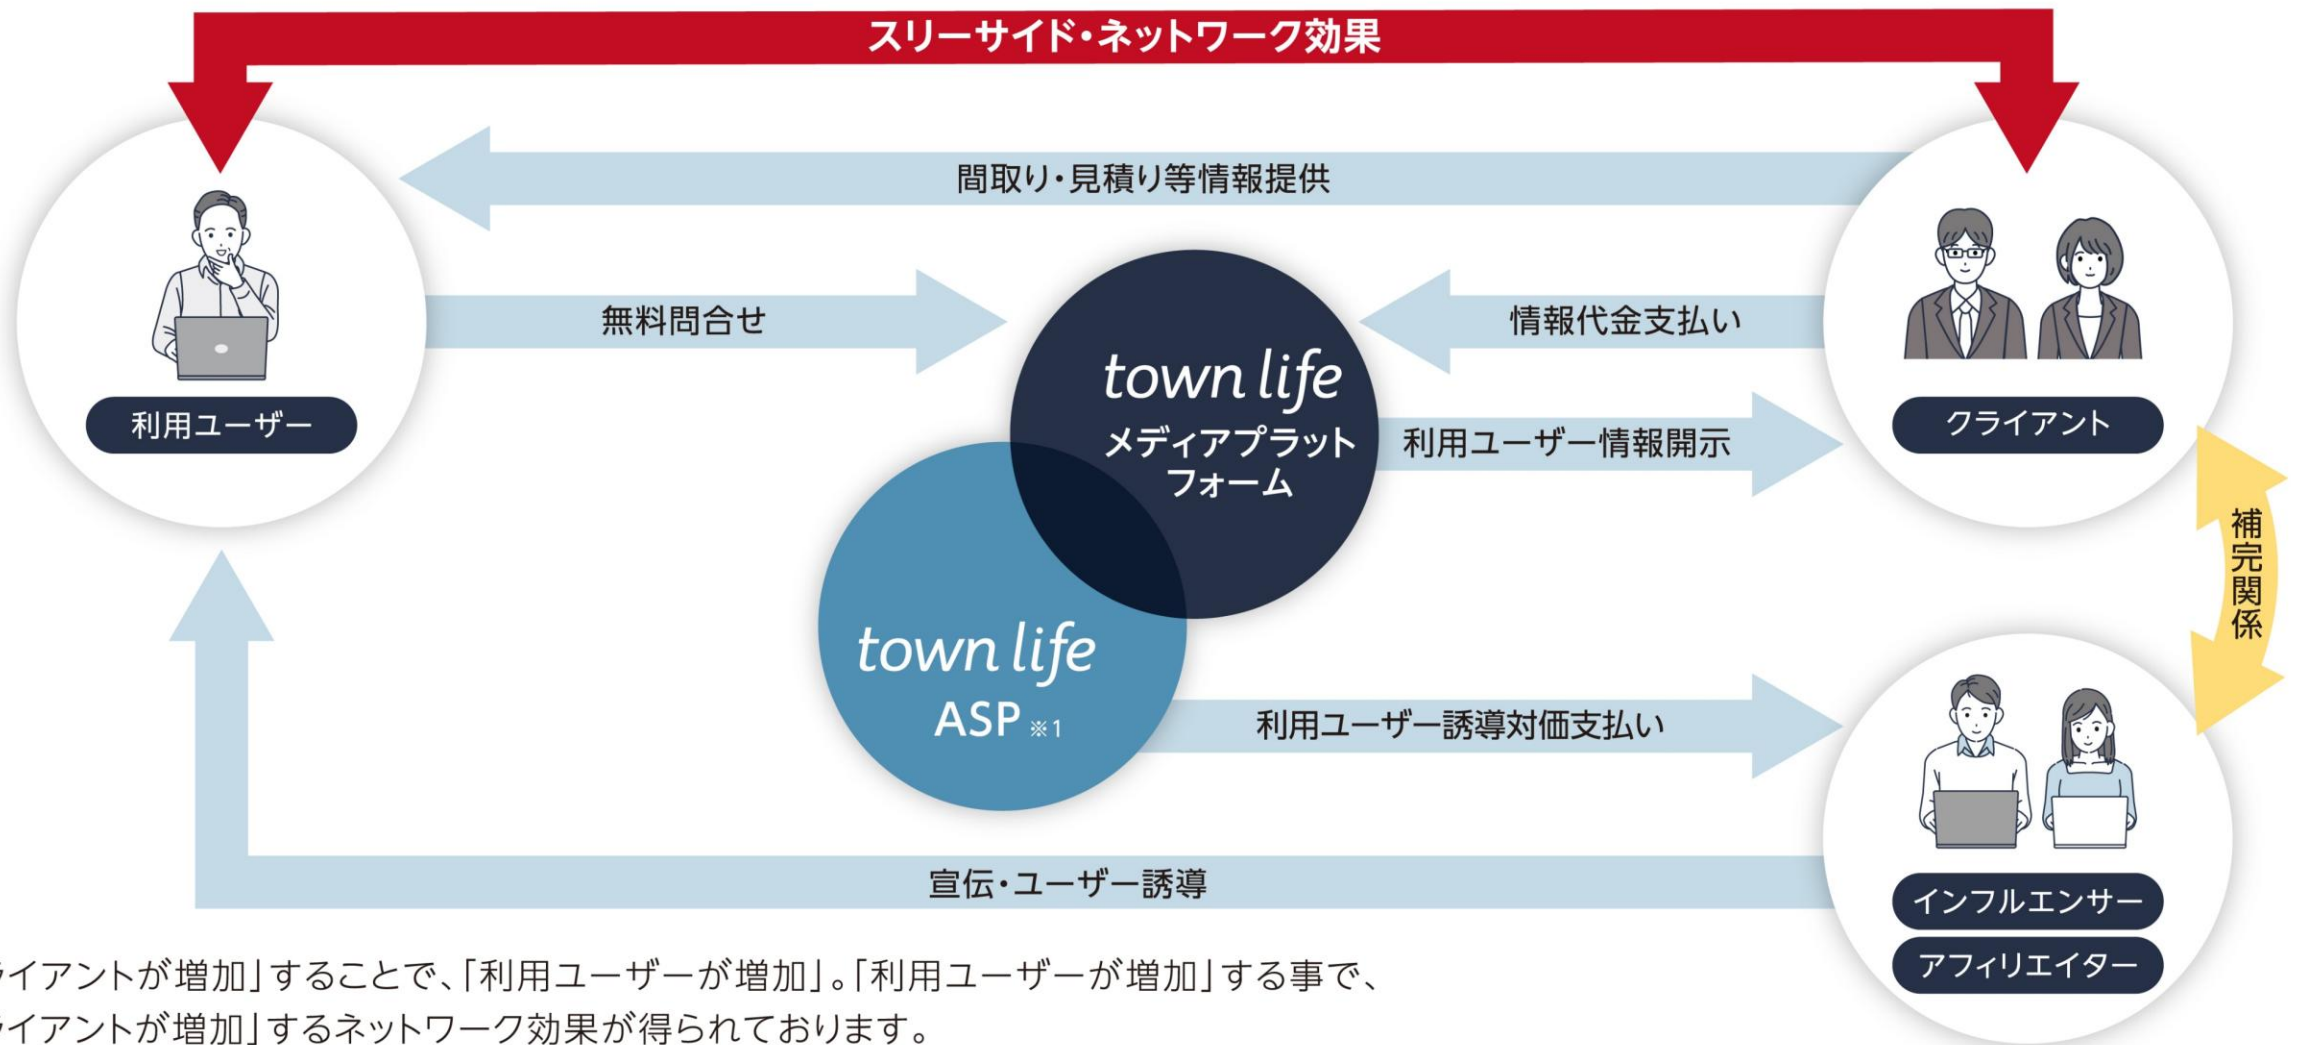 スリーサイド・ネットワーク効果
間取り・見積り等情報提供
無料問合せ
情報代金支払い
town life
メディアプラット
フォーム
利用ユーザー情報開示
利用ユーザー
クライアント
補完関係
town life
ASP ※1
利用ユーザー誘導対価支払い
宣伝・ユーザー誘導
インフルエンサー
アフィリエイター
ライアントが増加」することで、「利用ユーザーが増加」。「利用ユーザーが増加」する事で、
ライアントが増加」するネットワーク効果が得られております。